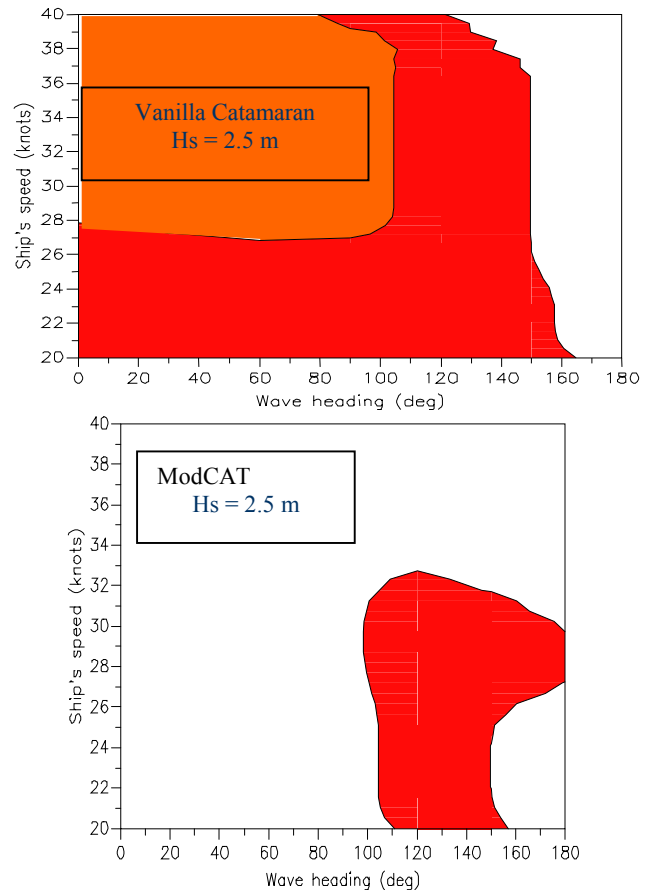 40
38
36
34
32
30
28
26
24
22
20
Ship's speed (knots)
Vanilla Catamaran
Hs = 2.5 m
0 20 40 60 80 100 120 140 160 180
Wave heading (deg)
40
38
36
34
32
30
28
26
24
22
20
Ship's speed (knots)
ModCAT
Hs = 2.5 m
0 20 40 60 80 100 120 140 160 180
Wave heading (deg)